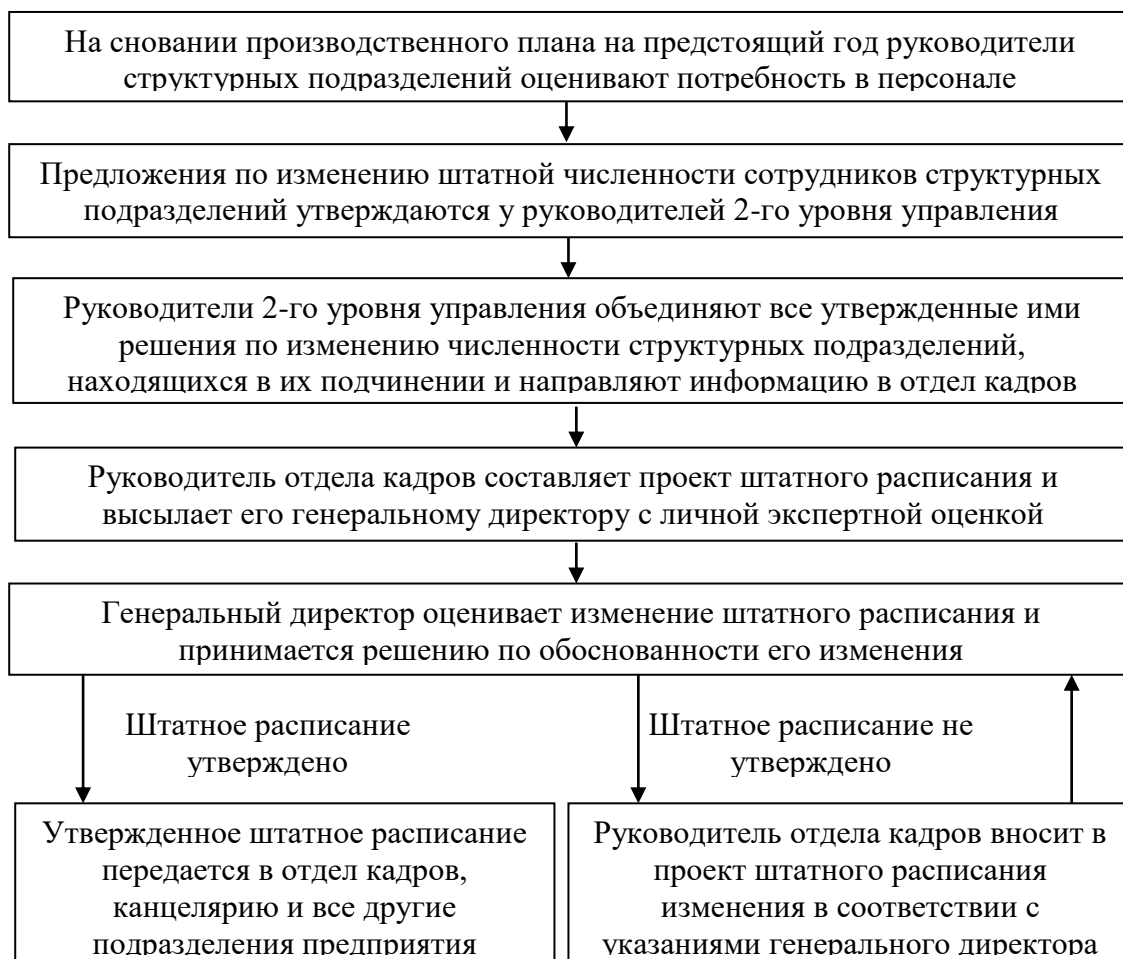 На сновании производственного плана на предстоящий год руководители
структурных подразделений оценивают потребность в персонале
Предложения по изменению штатной численности сотрудников структурных
подразделений утверждаются у руководителей 2-го уровня управления
Руководители 2-го уровня управления объединяют все утвержденные ими
решения по изменению численности структурных подразделений,
находящихся в их подчинении и направляют информацию в отдел кадров
Руководитель отдела кадров составляет проект штатного расписания и
высылает его генеральному директору с личной экспертной оценкой
Генеральный директор оценивает изменение штатного расписания и
принимается решению по обоснованности его изменения
Штатное расписание
утверждено
Штатное расписание не
утверждено
Утвержденное штатное расписание
передается в отдел кадров,
канцелярию и все другие
подразделения предприятия
Руководитель отдела кадров вносит в
проект штатного расписания
изменения в соответствии с
указаниями генерального директора